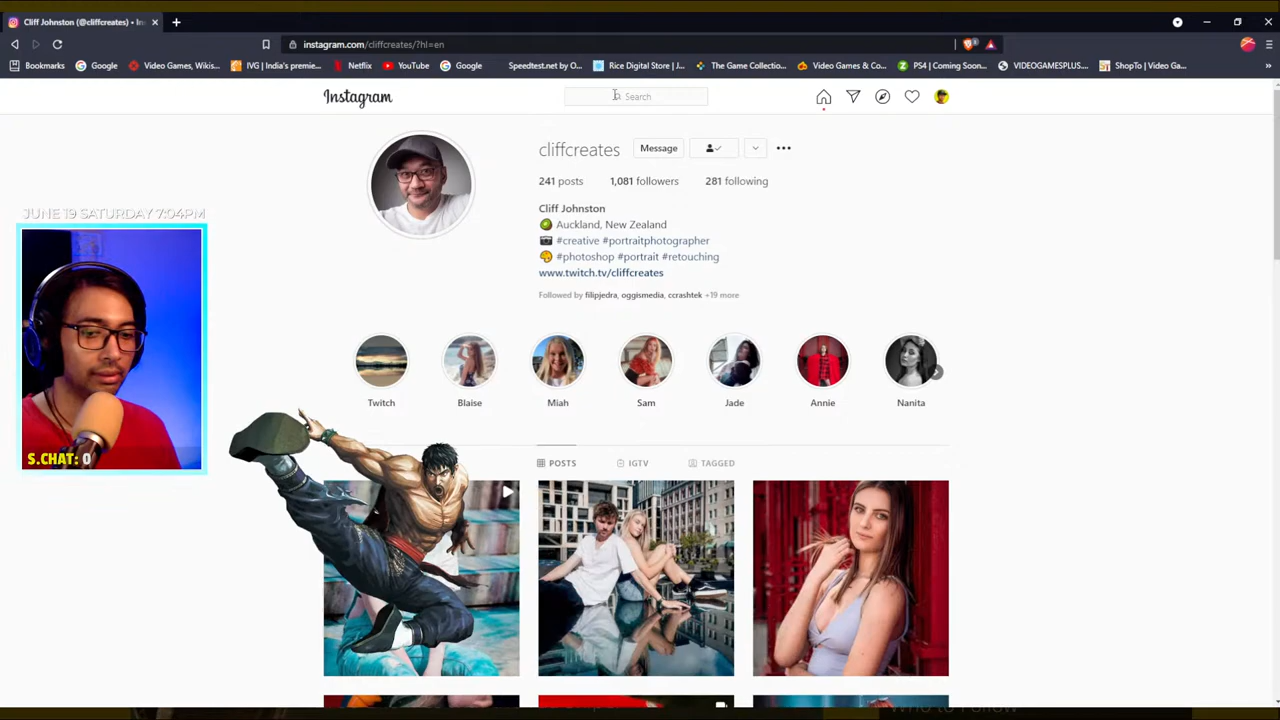 Cliff Johnston (@cliffcreates) • In
instagram.com/cliffcreates/?hl=en
Bookmarks Google Video Games, Wikis... IVG | India's premie... Netflix YouTube Google Speedtest.net by O... Rice Digital Store | J... The Game Collectio... Video Games & Co... PS4 | Coming Soon... VIDEOGAMESPLUS... ShopTo | Video Ga... »
Instagram
Search
cliffcreates Message
241 posts 1,081 followers 281 following
JUNE 19 SATURDAY 7:04PM
Cliff Johnston
Auckland, New Zealand
#creative #portraitphotographer
#photoshop #portrait #retouching
www.twitch.tv/cliffcreates
Followed by filipjedra, oggismedia, ccrashtek +19 more
Twitch Blaise Miah Sam Jade Annie Nanita
S.CHAT: 0
POSTS IGTV TAGGED
Who to Follow